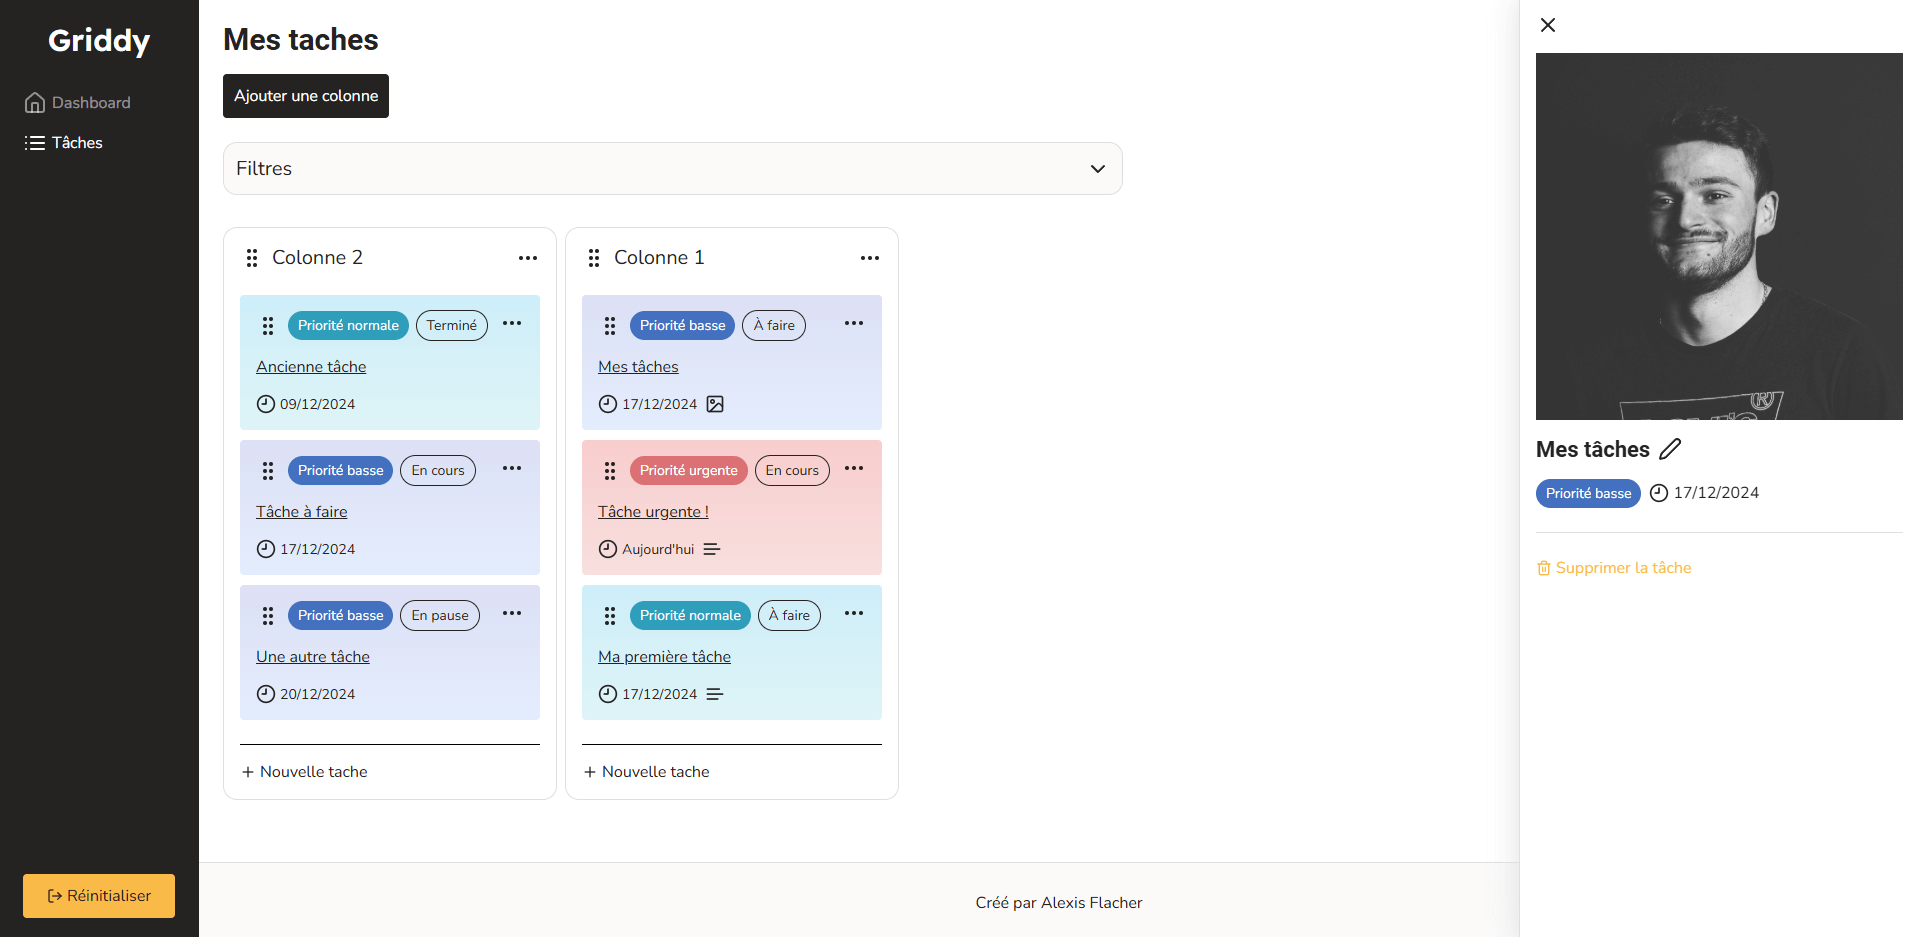 Griddy
Dashboard
Tâches
Réinitialiser
Mes taches
Ajouter une colonne
Filtres
Colonne 2
Priorité normale
Terminé
Ancienne tâche
09/12/2024
Priorité basse
En cours
Tâche à faire
17/12/2024
Priorité basse
En pause
Une autre tâche
20/12/2024
+ Nouvelle tache
Colonne 1
Priorité basse
À faire
Mes tâches
17/12/2024
Priorité urgente
En cours
Tâche urgente !
Aujourd'hui
Priorité normale
À faire
Ma première tâche
17/12/2024
+ Nouvelle tache
Créé par Alexis Flacher
®
Mes tâches
Priorité basse
17/12/2024
Supprimer la tâche